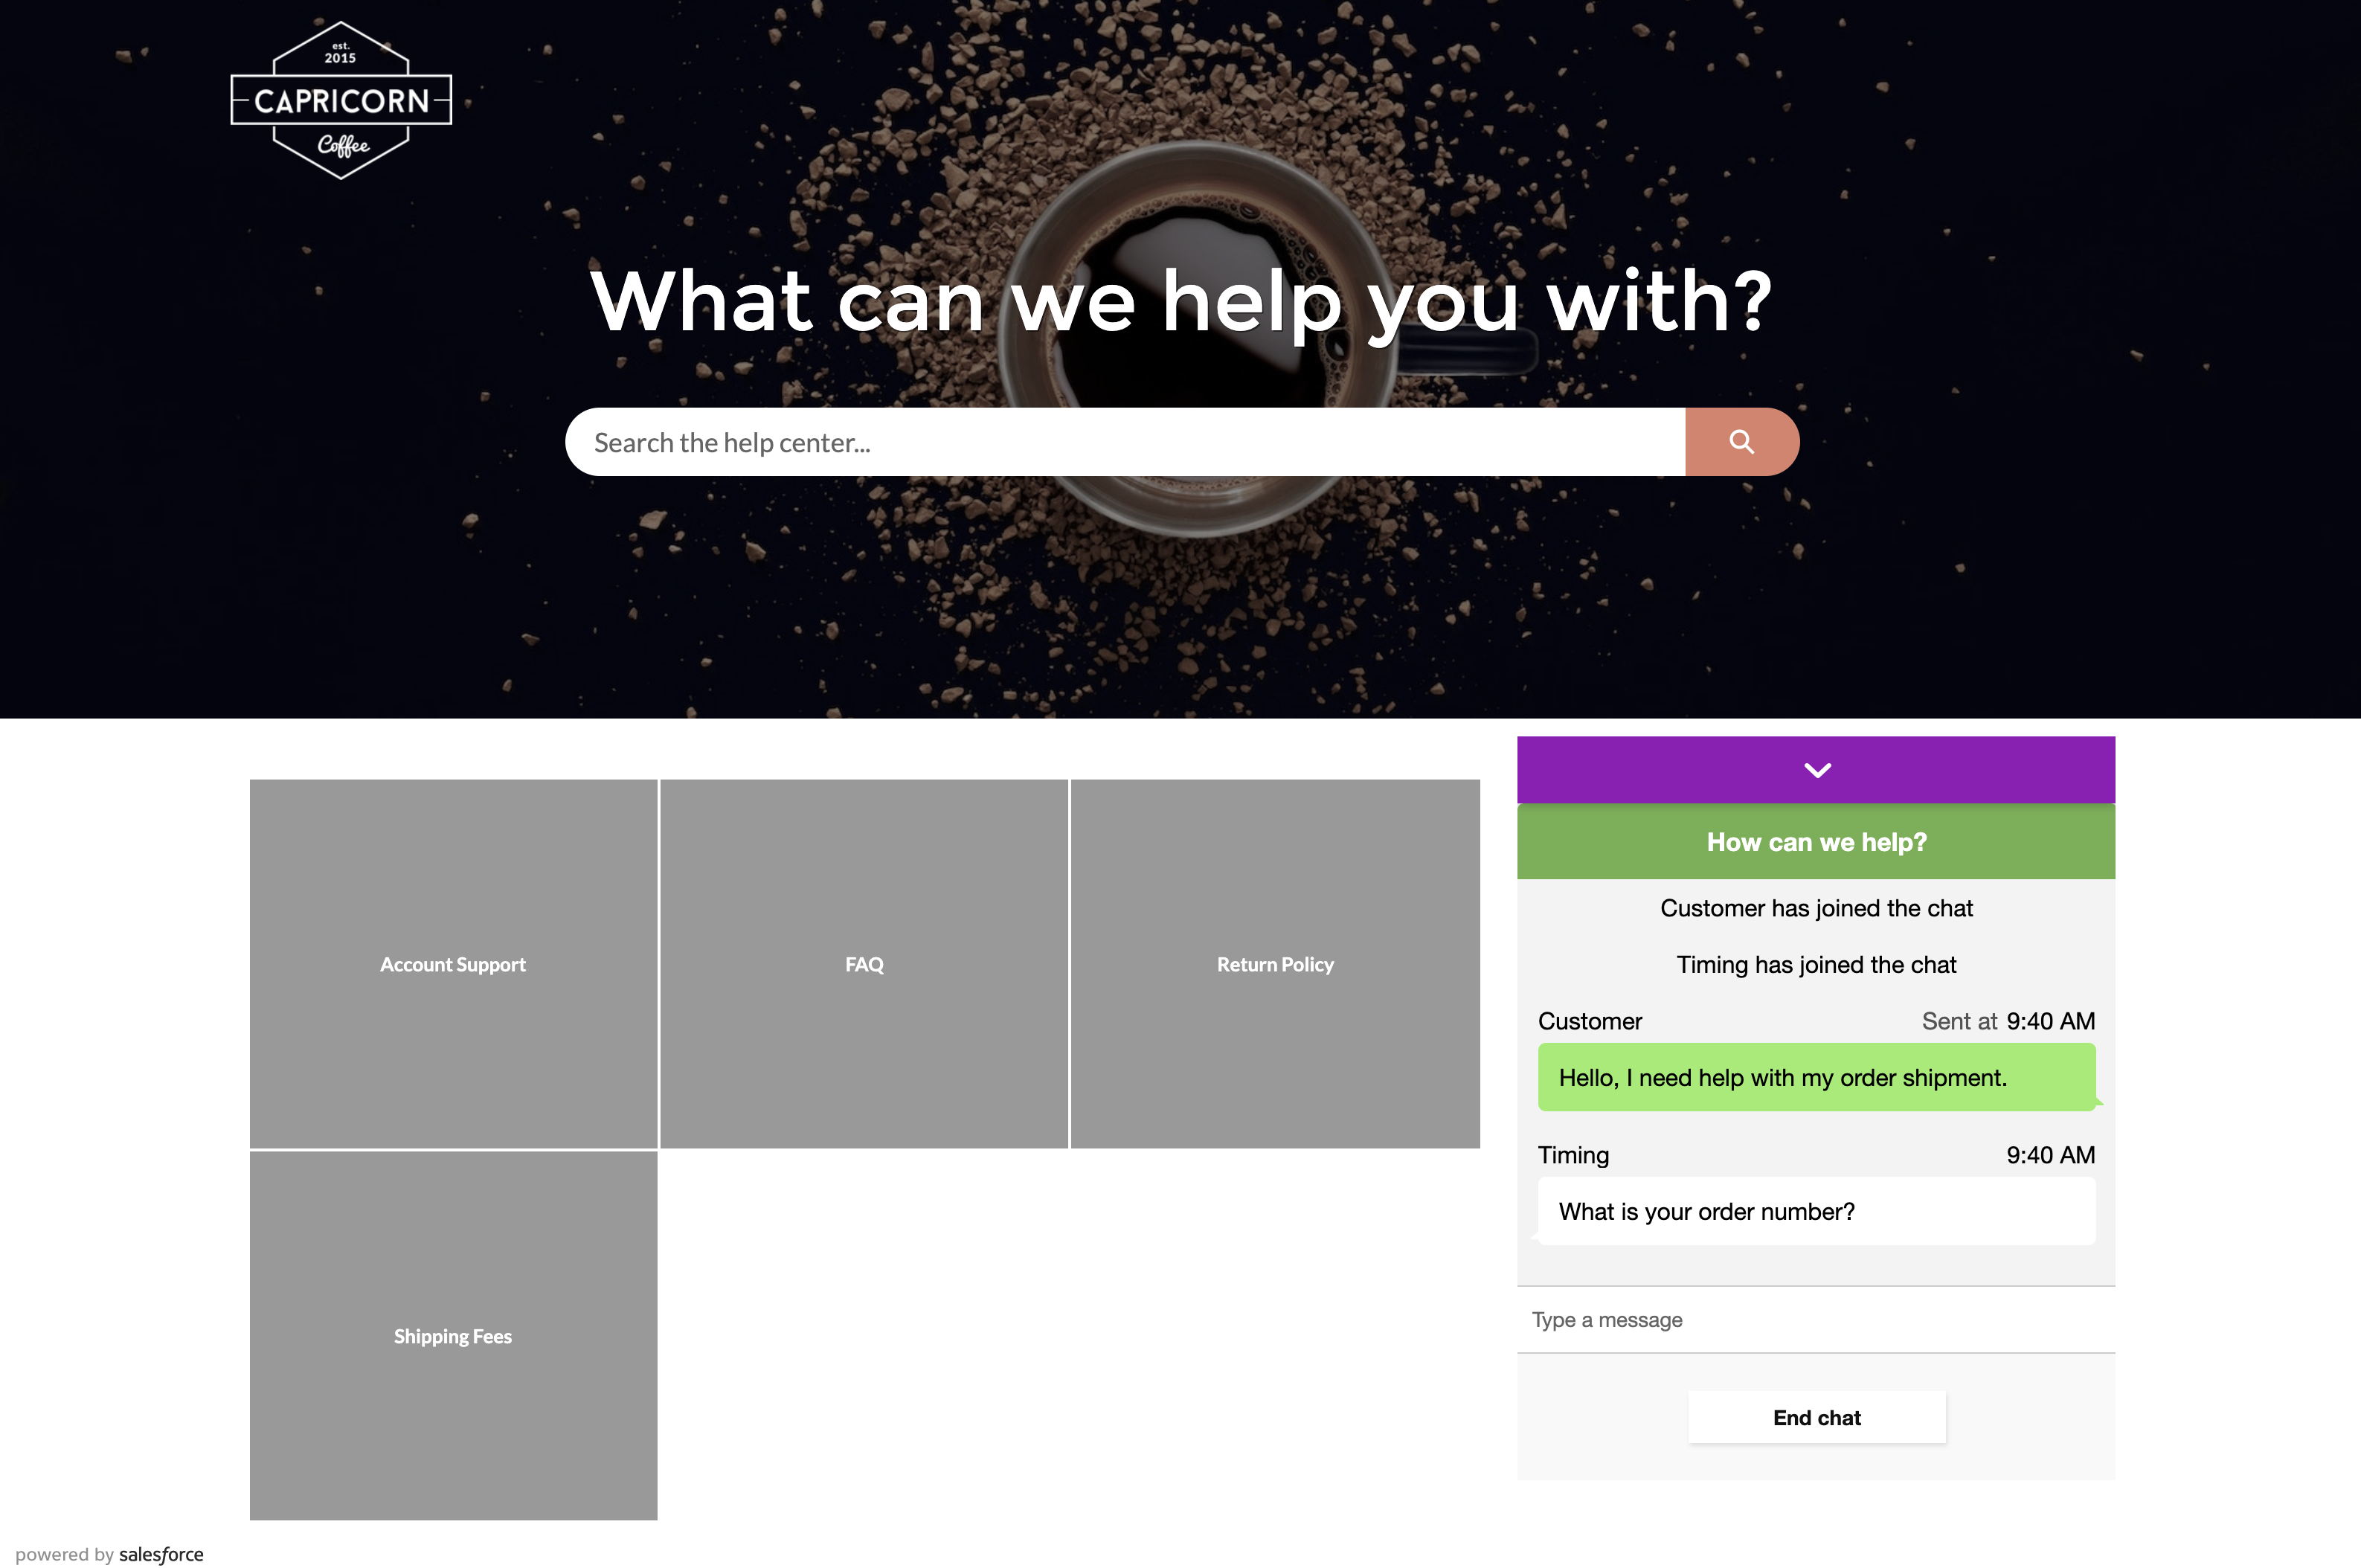 est.
2015
CAPRICORN
Coffee
What can we help you with?
Search the help center...
Account Support
FAQ
Return Policy
Shipping Fees
How can we help?
Customer has joined the chat
Timing has joined the chat
Customer Sent at 9:40 AM
Hello, I need help with my order shipment.
Timing 9:40 AM
What is your order number?
Type a message
End chat
powered by salesforce